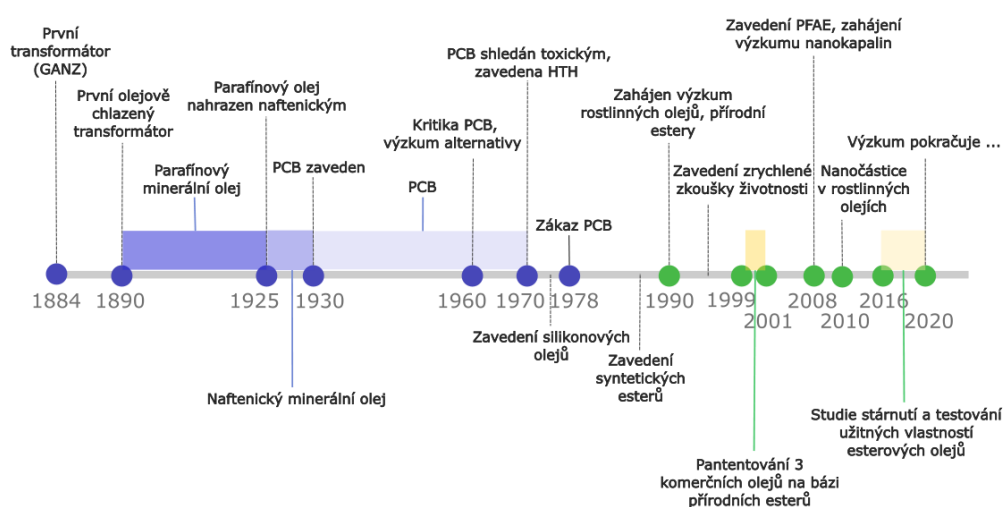 První
transformátor
(GANZ)
První olejově
chlazený
transformátor
Parafínový olej
nahrazen naftenickým
Parafínový
minerální olej
PCB zaveden
PCB
Kritika PCB,
výzkum alternativy
PCB shledán toxickým,
zavedena HTH
Zákaz PCB
Zahájen výzkum
rostlinných olejů, přírodní
estery
Zavedení zrychlené
zkoušky životnosti
Zavedení PFAE, zahájení
výzkumu nanokapalin
Nanočástice
v rostlinných
olejích
Výzkum pokračuje ...
1884
1890
1925
1930
1960
1970
1978
1990
1999
2001
2008
2010
2016
2020
Naftenický minerální olej
Zavedení silikonových
olejů
Zavedení
syntetických
esterů
Pantentování 3
komerčních olejů na bázi
přírodních esterů
Studie stárnutí a testování
užitných vlastností
esterových olejů